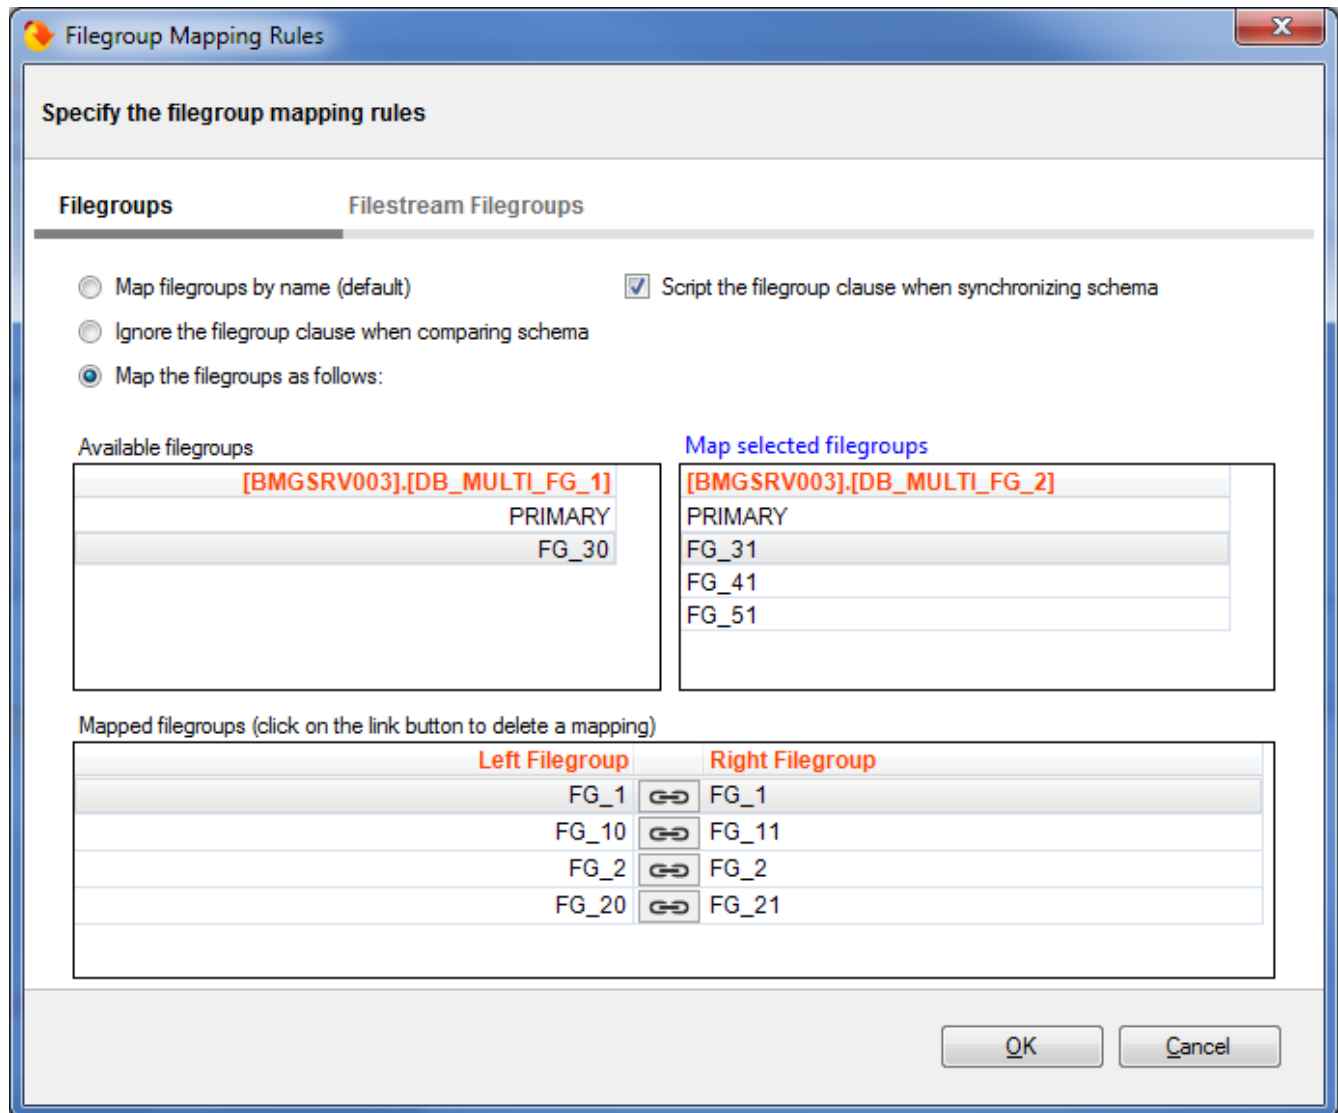 Filegroup Mapping Rules
Specify the filegroup mapping rules
Filegroups Filestream Filegroups
Map filegroups by name (default) Script the filegroup clause when synchronizing schema
Ignore the filegroup clause when comparing schema
Map the filegroups as follows:
Available filegroups Map selected filegroups
[BMGSRV003].[DB_MULTI_FG_1] [BMGSRV003].[DB_MULTI_FG_2]
PRIMARY PRIMARY
FG_30 FG_31
FG_41
FG_51
Mapped filegroups (click on the link button to delete a mapping)
Left Filegroup Right Filegroup
FG_1 FG_1
FG_10 FG_11
FG_2 FG_2
FG_20 FG_21
OK Cancel